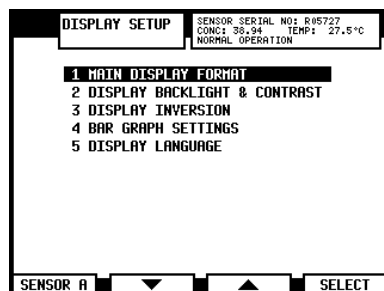 DISPLAY SETUP
SENSOR SERIAL NO: R05727
CONC: 38.94 TEMP: 27.5°C
NORMAL OPERATION
1 MAIN DISPLAY FORMAT
2 DISPLAY BACKLIGHT & CONTRAST
3 DISPLAY INVERSION
4 BAR GRAPH SETTINGS
5 DISPLAY LANGUAGE
SENSOR A
SELECT